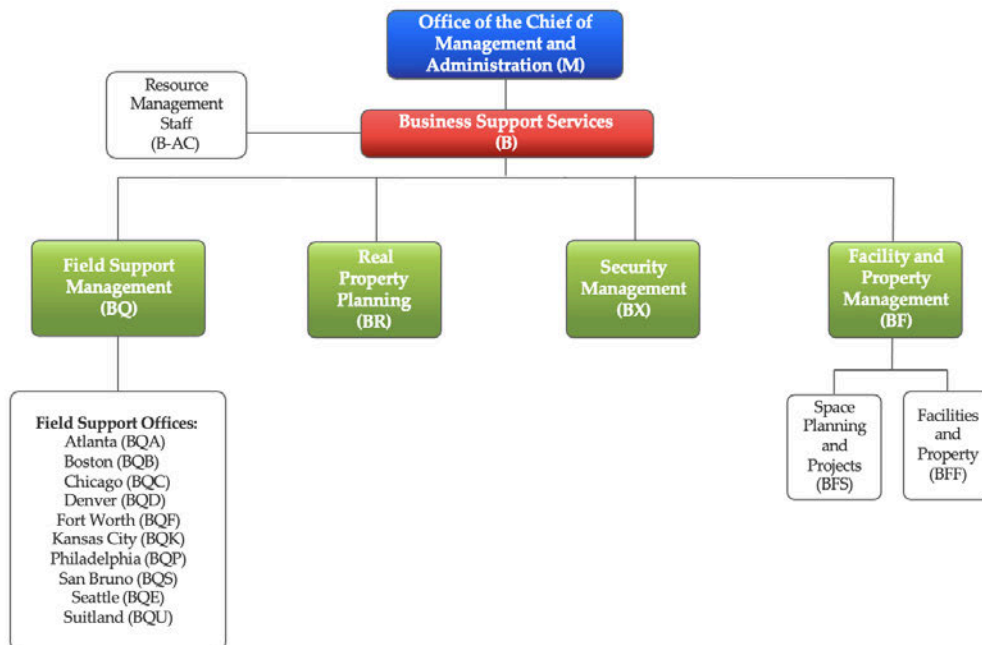 Office of the Chief of
Management and
Administration (M)
Resource
Management
Staff
(B-AC)
Business Support Services
(B)
Field Support
Management
(BQ)
Real
Property
Planning
(BR)
Security
Management
(BX)
Facility and
Property
Management
(BF)
Field Support Offices:
Atlanta (BQA)
Boston (BQB)
Chicago (BQC)
Denver (BQD)
Fort Worth (BQF)
Kansas City (BQK)
Philadelphia (BQP)
San Bruno (BQS)
Seattle (BQE)
Suitland (BQU)
Space
Planning
and
Projects
(BFS)
Facilities
and
Property
(BFF)